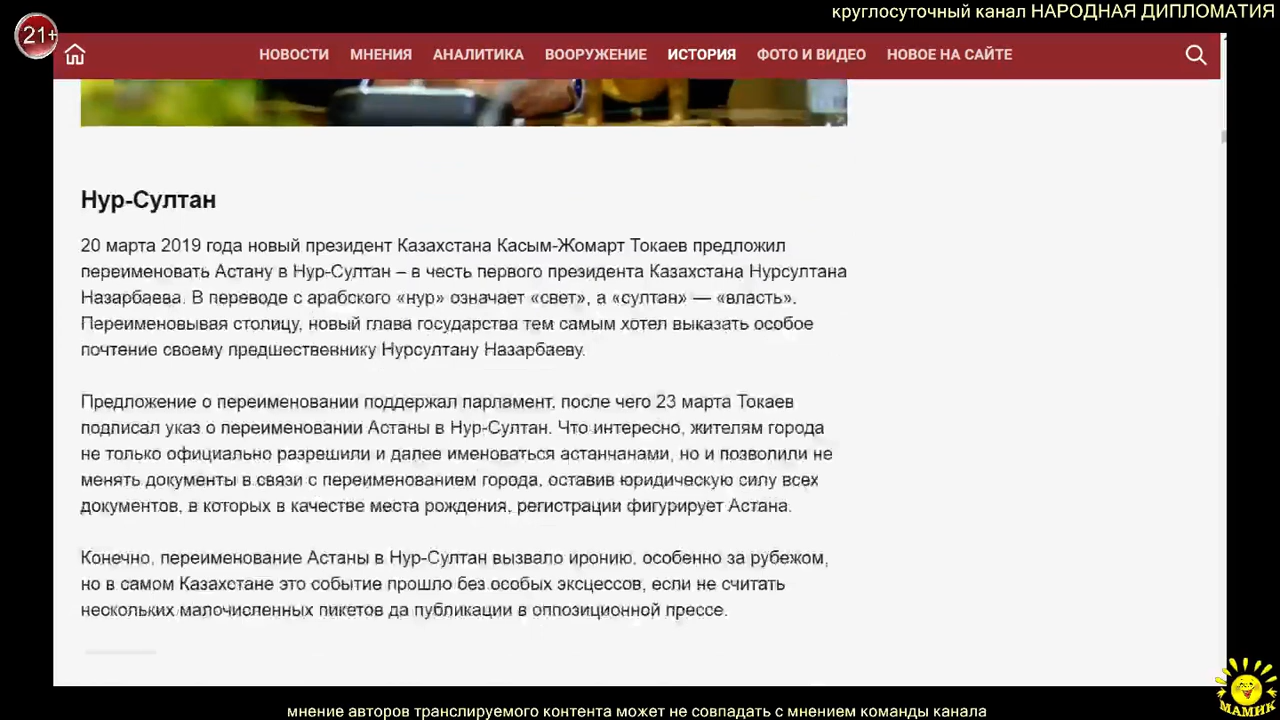 круглосуточный канал НАРОДНАЯ ДИПЛОМАТИЯ
21+
НОВОСТИ МНЕНИЯ АНАЛИТИКА ВООРУЖЕНИЕ ИСТОРИЯ ФОТО И ВИДЕО НОВОЕ НА САЙТЕ
Нур-Султан
20 марта 2019 года новый президент Казахстана Касым-Жомарт Токаев предложил
переименовать Астану в Нур-Султан – в честь первого президента Казахстана Нурсултана
Назарбаева. В переводе с арабского «нур» означает «свет», а «султан» — «власть».
Переименовывая столицу, новый глава государства тем самым хотел выказать особое
почтение своему предшественнику Нурсултану Назарбаеву.
Предложение о переименовании поддержал парламент, после чего 23 марта Токаев
подписал указ о переименовании Астаны в Нур-Султан. Что интересно, жителям города
не только официально разрешили и далее именоваться астанчанами, но и позволили не
менять документы в связи с переименованием города, оставив юридическую силу всех
документов, в которых в качестве места рождения, регистрации фигурирует Астана.
Конечно, переименование Астаны в Нур-Султан вызвало иронию, особенно за рубежом,
но в самом Казахстане это событие прошло без особых эксцессов, если не считать
нескольких малочисленных пикетов да публикации в оппозиционной прессе.
МАМИК
мнение авторов транслируемого контента может не совпадать с мнением команды канала